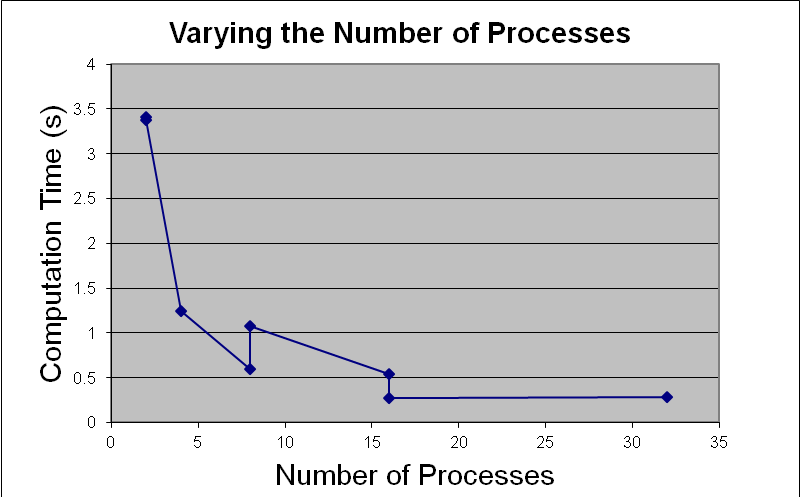 Varying the Number of Processes
4
3.5
3
2.5
2
1.5
1
0.5
0
Computation Time (s)
0 5 10 15 20 25 30 35
Number of Processes